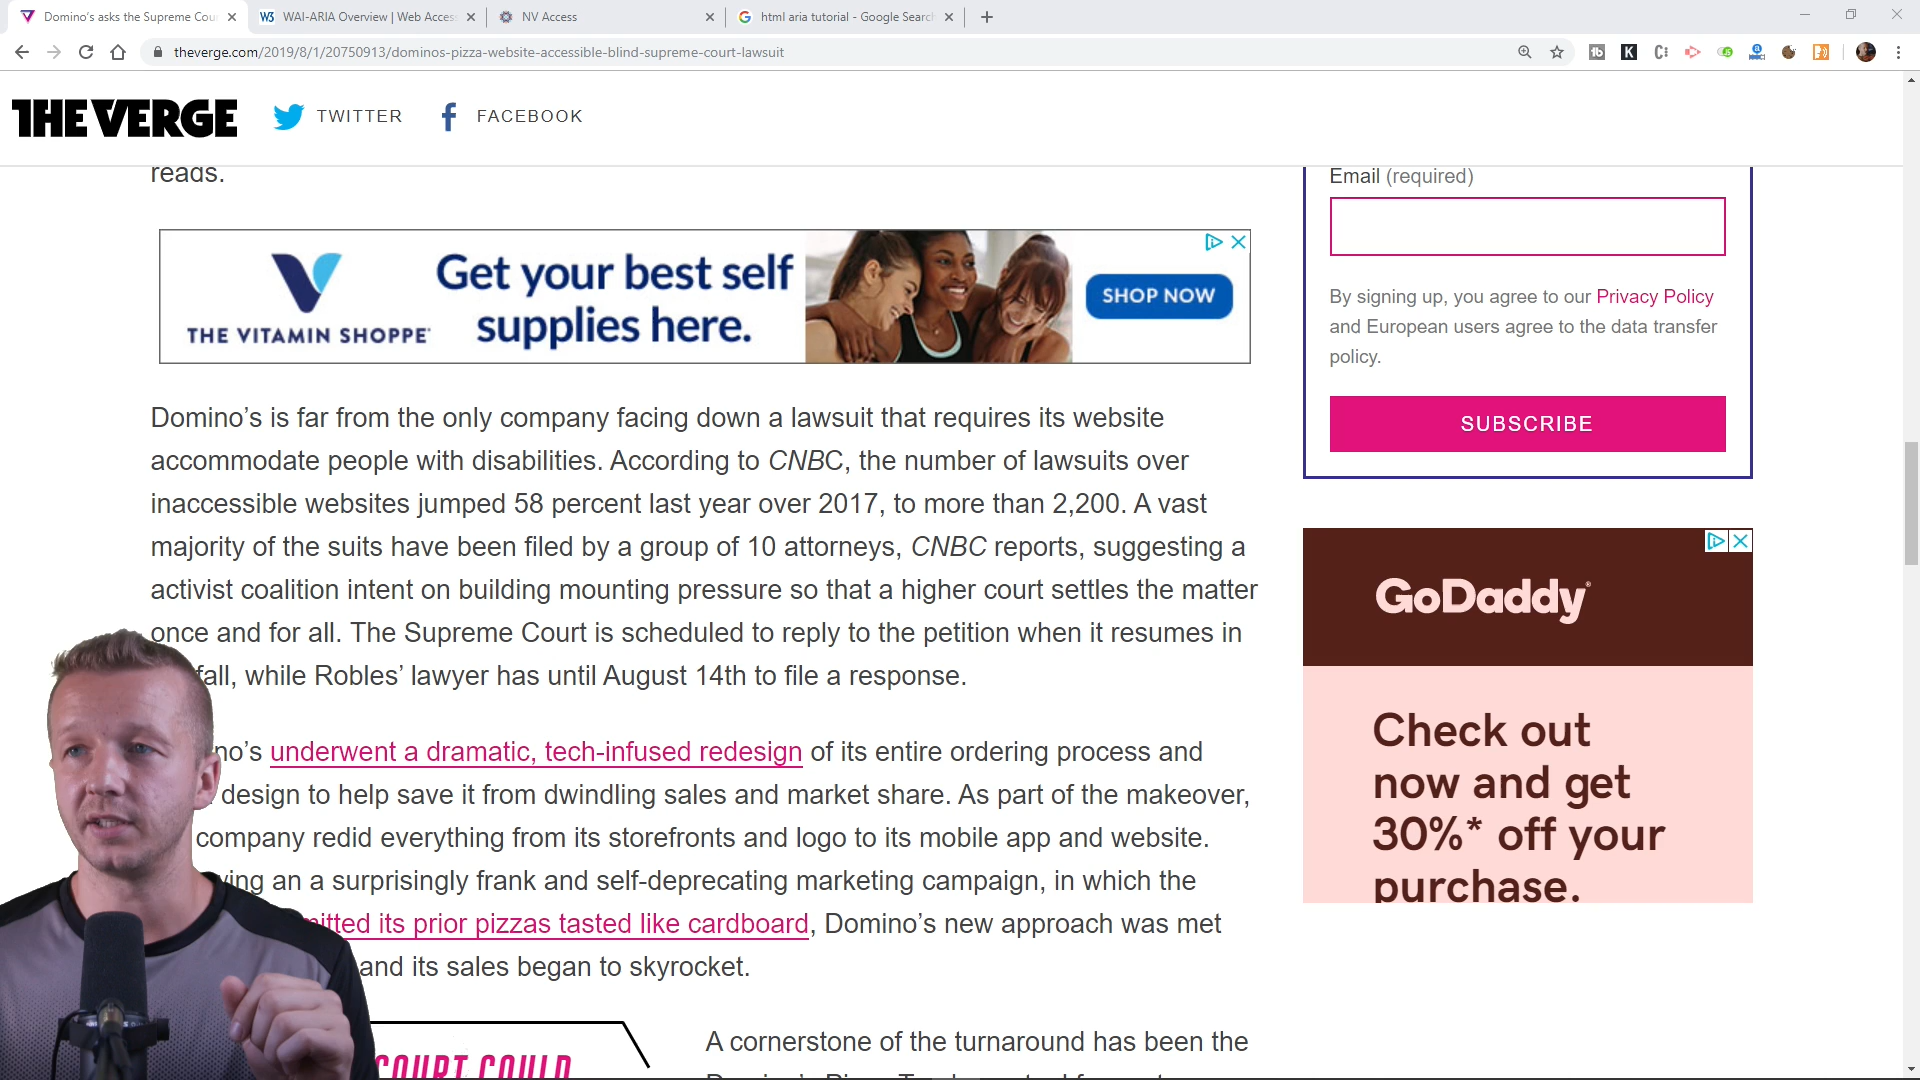 Domino's asks the Supreme Cou
WAI-ARIA Overview | Web Access
NV Access
html aria tutorial - Google Search
theverge.com/2019/8/1/20750913/dominos-pizza-website-accessible-blind-supreme-court-lawsuit
THE VERGE
TWITTER
FACEBOOK
reads.
Get your best self
supplies here.
THE VITAMIN SHOPPE
SHOP NOW
Domino’s is far from the only company facing down a lawsuit that requires its website
accommodate people with disabilities. According to CNBC, the number of lawsuits over
inaccessible websites jumped 58 percent last year over 2017, to more than 2,200. A vast
majority of the suits have been filed by a group of 10 attorneys, CNBC reports, suggesting a
activist coalition intent on building mounting pressure so that a higher court settles the matter
once and for all. The Supreme Court is scheduled to reply to the petition when it resumes in
fall, while Robles’ lawyer has until August 14th to file a response.
no’s underwent a dramatic, tech-infused redesign of its entire ordering process and
design to help save it from dwindling sales and market share. As part of the makeover,
company redid everything from its storefronts and logo to its mobile app and website.
ving an a surprisingly frank and self-deprecating marketing campaign, in which the
mitted its prior pizzas tasted like cardboard, Domino’s new approach was met
and its sales began to skyrocket.
COURT COULD
A cornerstone of the turnaround has been the
Email (required)
By signing up, you agree to our Privacy Policy
and European users agree to the data transfer
policy.
SUBSCRIBE
GoDaddy
Check out
now and get
30%* off your
purchase.